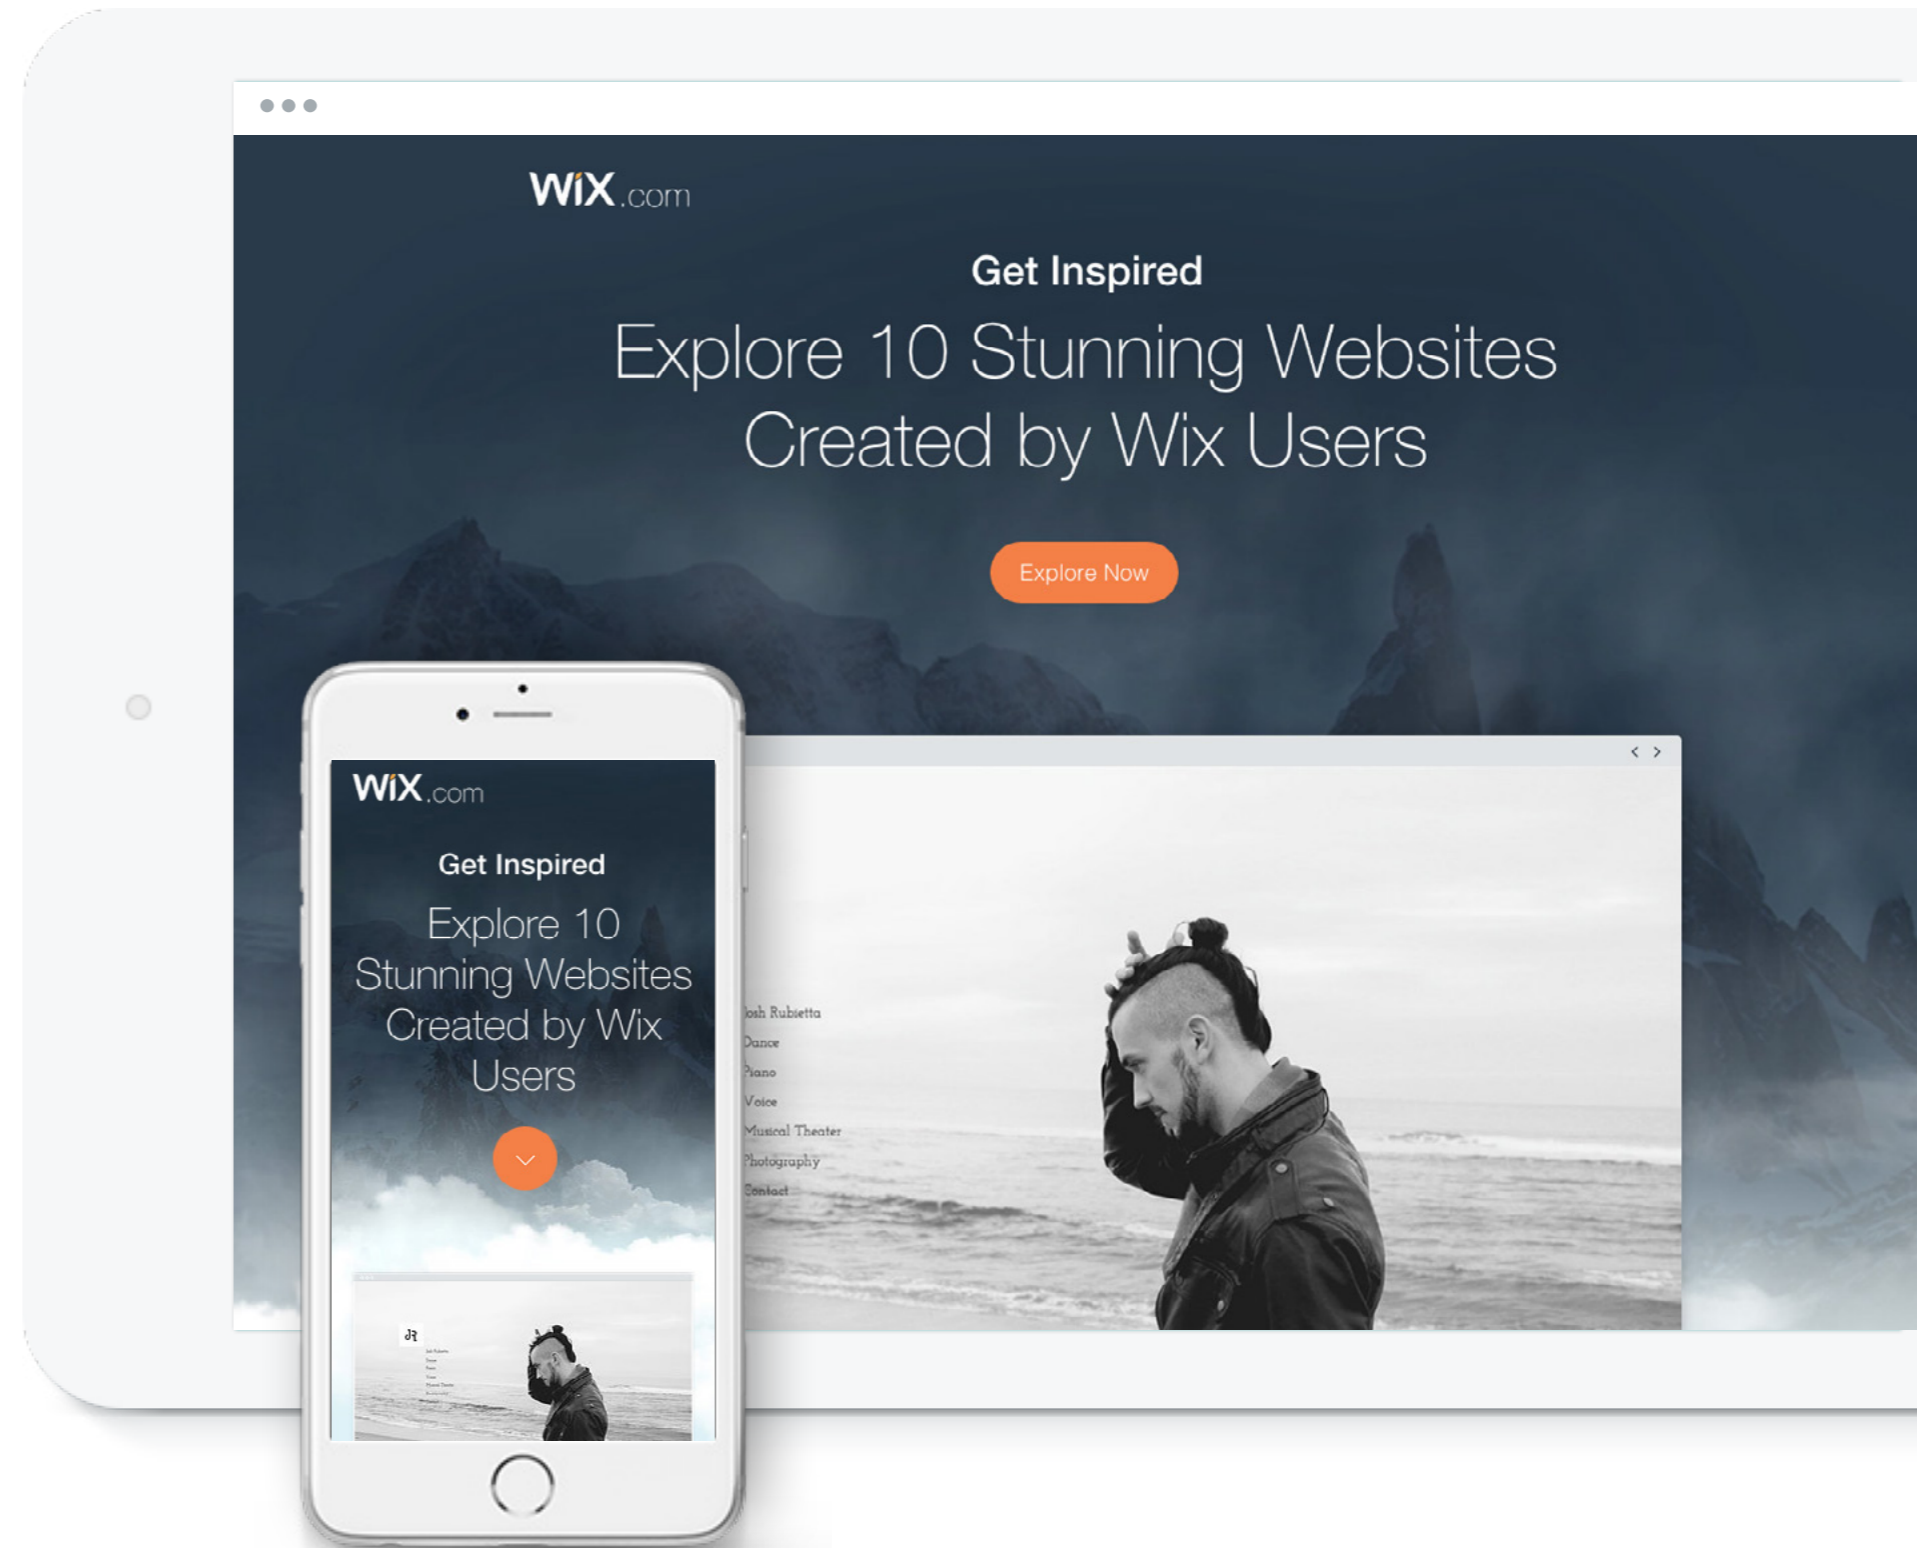 WiX.com
Get Inspired
Explore 10 Stunning Websites
Created by Wix Users
Explore Now
Josh Rubietta
Dance
Piano
Voice
Musical Theater
Photography
Contact
WiX.com
Get Inspired
Explore 10
Stunning Websites
Created by Wix
Users